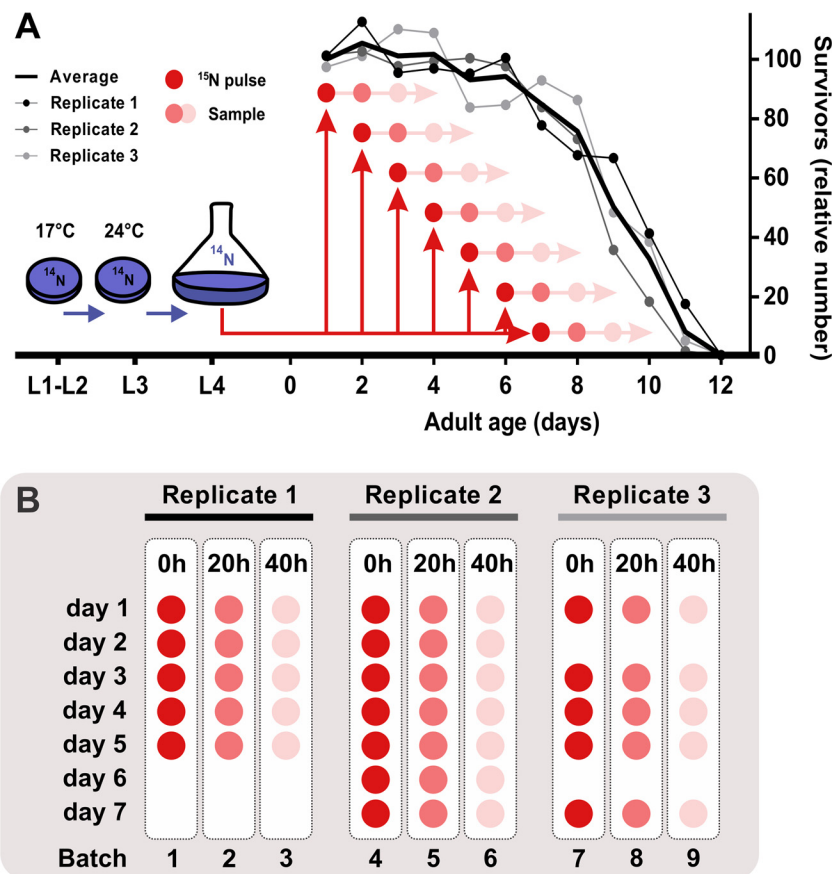 A
Average
Replicate 1
Replicate 2
Replicate 3
¹⁵N pulse
Sample
17°C 24°C
¹⁴N ¹⁴N ¹⁴N
100
80
60
40
20
0
Survivors (relative number)
L1-L2 L3 L4 0 2 4 6 8 10 12
Adult age (days)
B
Replicate 1 Replicate 2 Replicate 3
0h 20h 40h 0h 20h 40h 0h 20h 40h
day 1
day 2
day 3
day 4
day 5
day 6
day 7
Batch 1 2 3 4 5 6 7 8 9